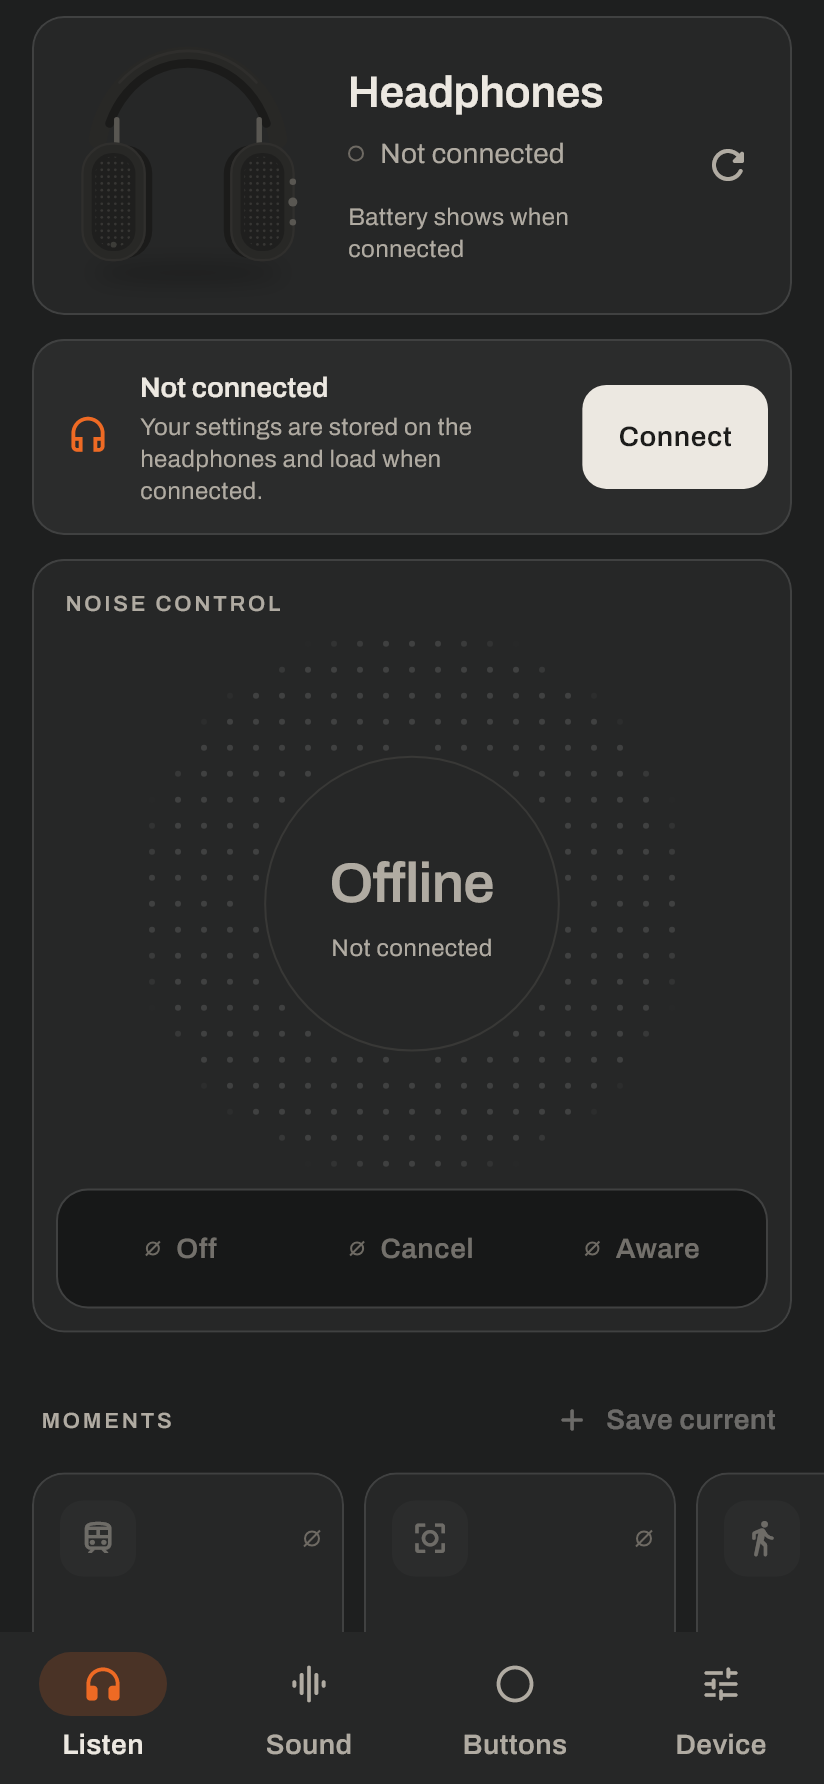 Headphones
Not connected
Battery shows when
connected
Not connected
Your settings are stored on the
headphones and load when
connected.
Connect
NOISE CONTROL
Offline
Not connected
Off
Cancel
Aware
MOMENTS
Save current
Listen
Sound
Buttons
Device